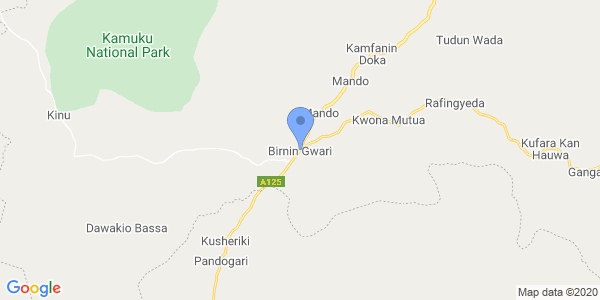 Kamuku
National Park
Tudun Wada
Kamfanin
Doka
Mando
Rafingyeda
Kinu
Mando
Kwona Mutua
Kufara Kan
Hauwa
Birnin Gwari
Ganga
A125
Dawakio Bassa
Kusheriki
Pandogari
Google
Map data ©2020